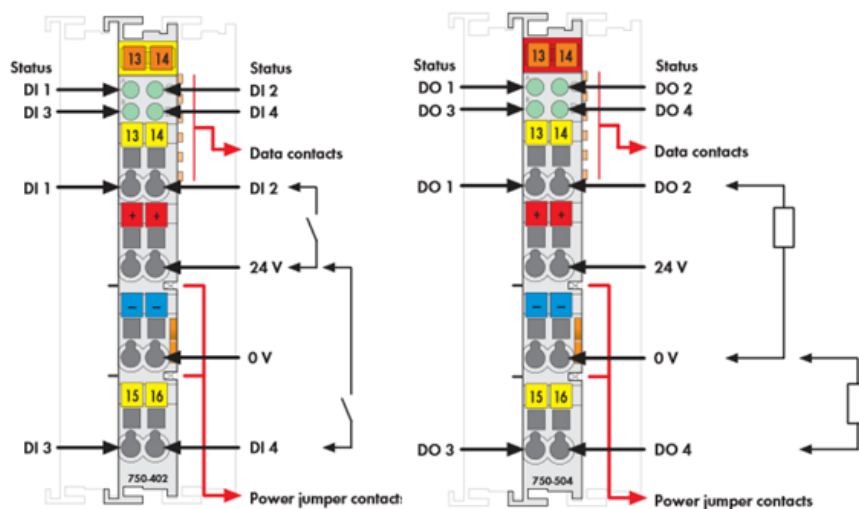 13 14
Status Status
DI 1 DI 2
DI 3 DI 4
13 14
Data contacts
DI 1 DI 2
+ +
24 V
– –
0 V
15 16
DI 3 DI 4
750-402
Power jumper contacts
13 14
Status Status
DO 1 DO 2
DO 3 DO 4
13 14
Data contacts
DO 1 DO 2
+ +
24 V
– –
0 V
15 16
DO 3 DO 4
750-504
Power jumper contacts